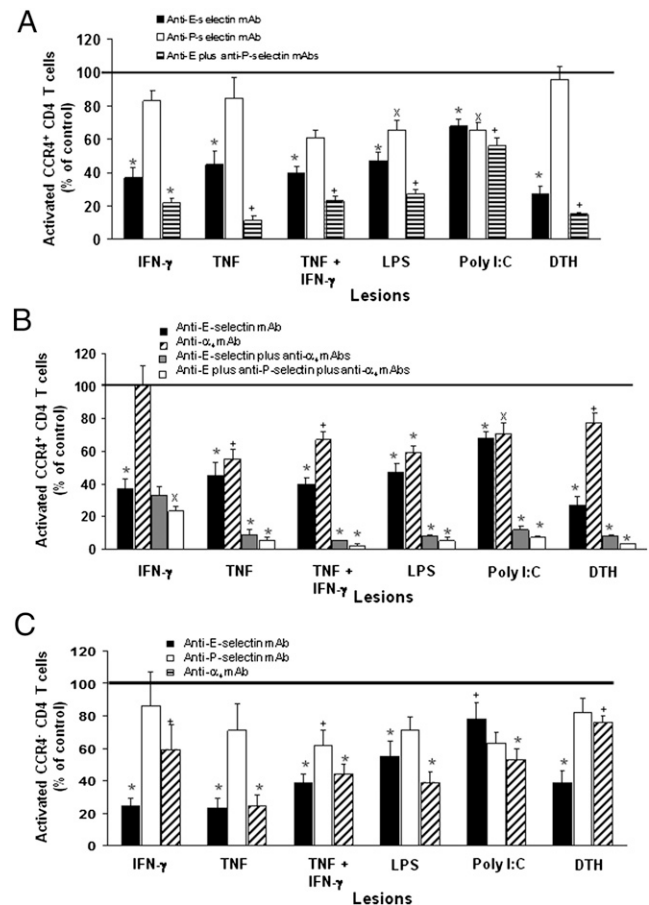 A
Anti-E-selectin mAb
Anti-P-selectin mAb
Anti-E plus anti-P-selectin mAbs
Activated CCR4⁺ CD4 T cells
(% of control)
120
100
80
60
40
20
0
* * * + * + * X + * X + * +
IFN-γ TNF TNF + IFN-γ LPS Poly I:C DTH
Lesions
B
Anti-E-selectin mAb
Anti-α₄ mAb
Anti-E-selectin plus anti-α₄ mAbs
Anti-E plus anti-P-selectin plus anti-α₄ mAbs
Activated CCR4⁺ CD4 T cells
(% of control)
120
100
80
60
40
20
0
* X * + * * * + * * * * * * * X * * * + * *
IFN-γ TNF TNF + IFN-γ LPS Poly I:C DTH
Lesions
C
Anti-E-selectin mAb
Anti-P-selectin mAb
Anti-α₄ mAb
Activated CCR4⁻ CD4 T cells
(% of control)
120
100
80
60
40
20
0
* + * * * + * * * + * * +
IFN-γ TNF TNF + IFN-γ LPS Poly I:C DTH
Lesions